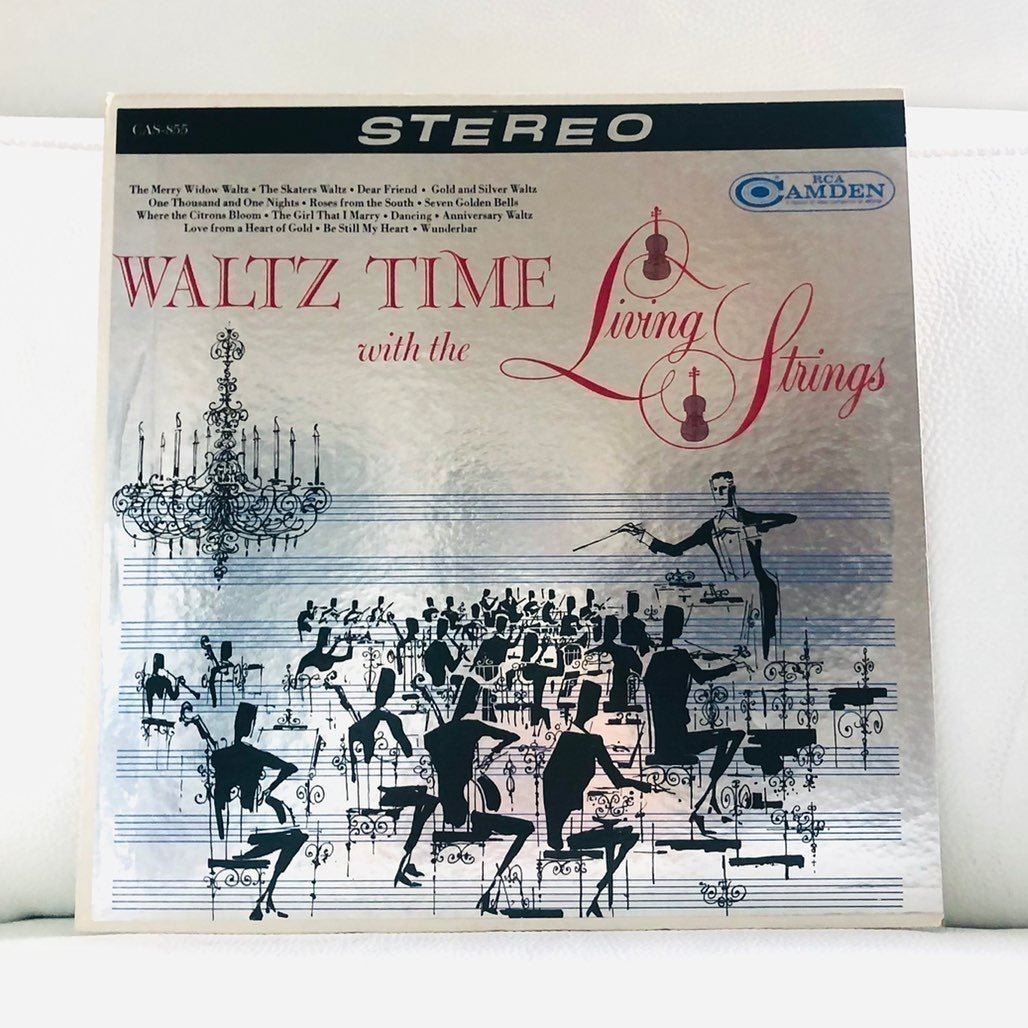 CAS-855
STEREO
The Merry Widow Waltz • The Skaters Waltz • Dear Friend • Gold and Silver Waltz
One Thousand and One Nights • Roses from the South • Seven Golden Bells
Where the Citrons Bloom • The Girl That I Marry • Dancing • Anniversary Waltz
Love from a Heart of Gold • Be Still My Heart • Wunderbar
RCA
CAMDEN
WALTZ TIME
with the
Living
Strings